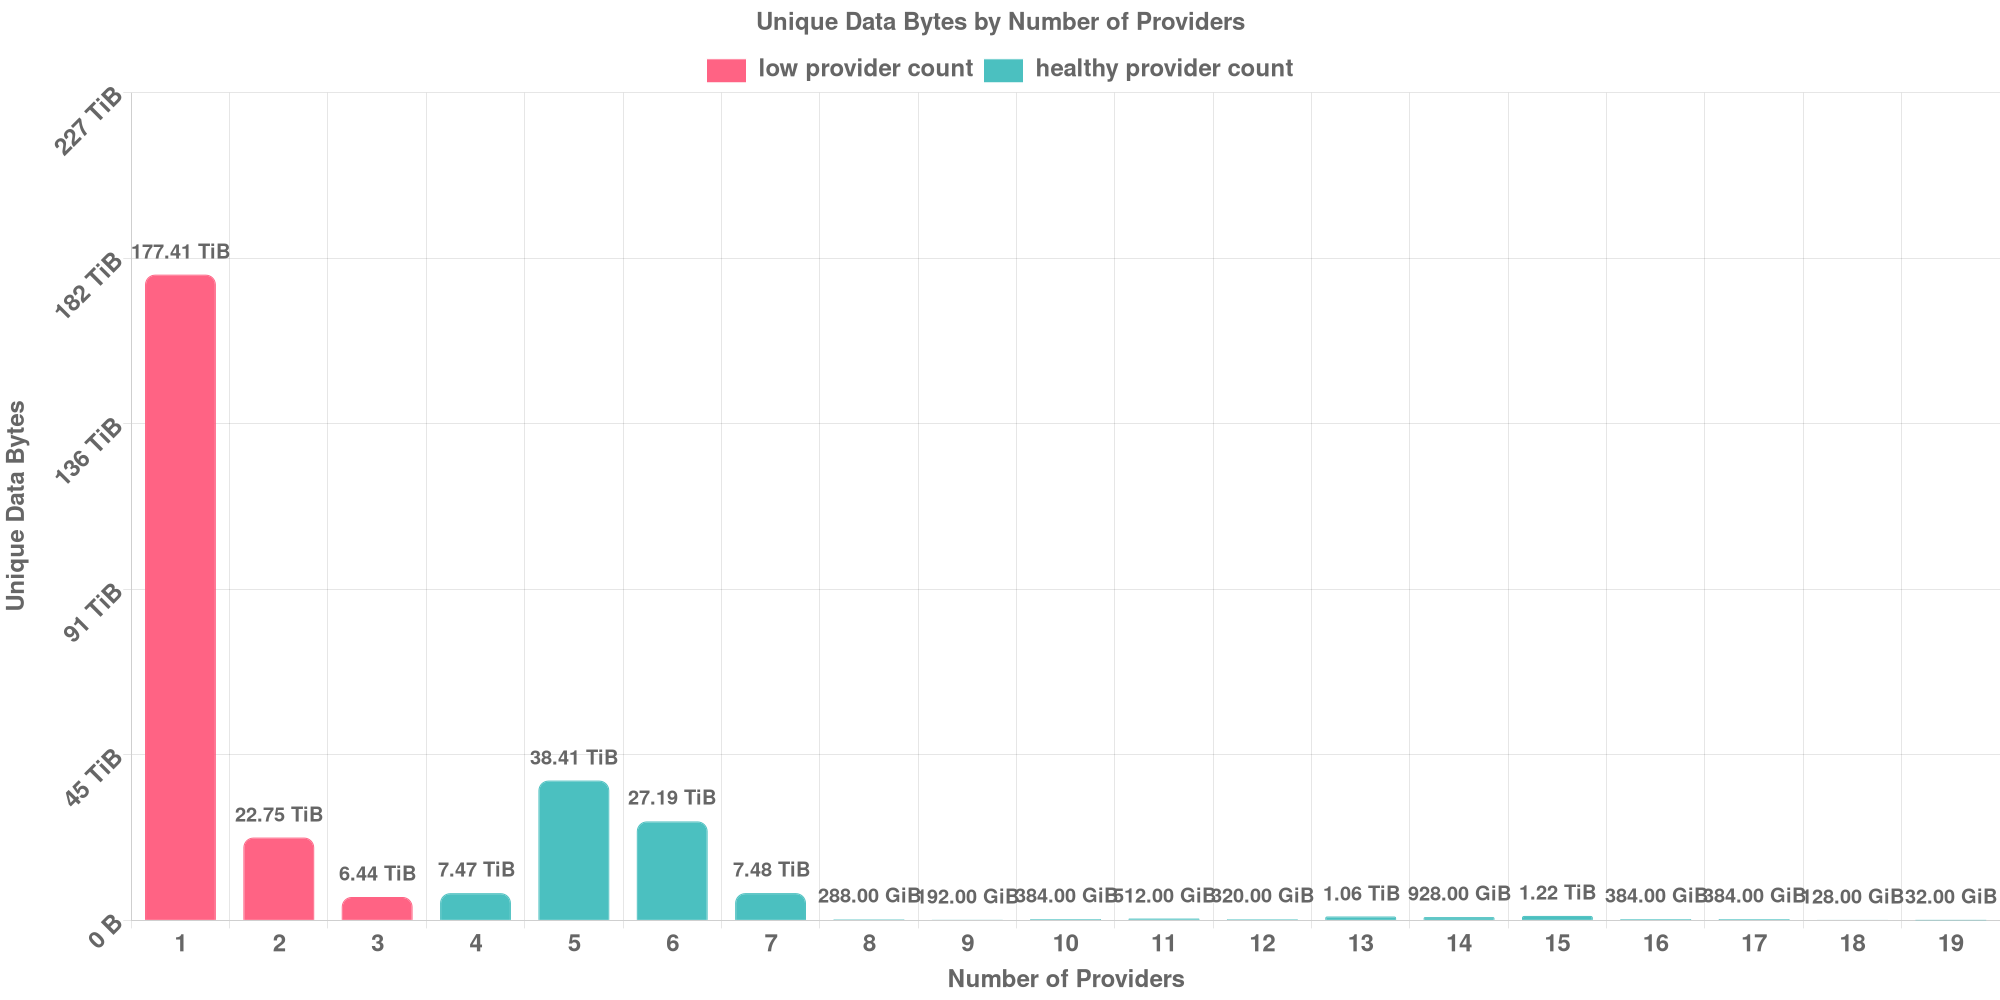 Unique Data Bytes by Number of Providers
low provider count
healthy provider count
227 TiB
182 TiB
136 TiB
91 TiB
45 TiB
0 B
Unique Data Bytes
177.41 TiB
22.75 TiB
6.44 TiB
7.47 TiB
38.41 TiB
27.19 TiB
7.48 TiB
288.00 GiB
192.00 GiB
384.00 GiB
512.00 GiB
320.00 GiB
1.06 TiB
928.00 GiB
1.22 TiB
384.00 GiB
384.00 GiB
128.00 GiB
32.00 GiB
1 2 3 4 5 6 7 8 9 10 11 12 13 14 15 16 17 18 19
Number of Providers